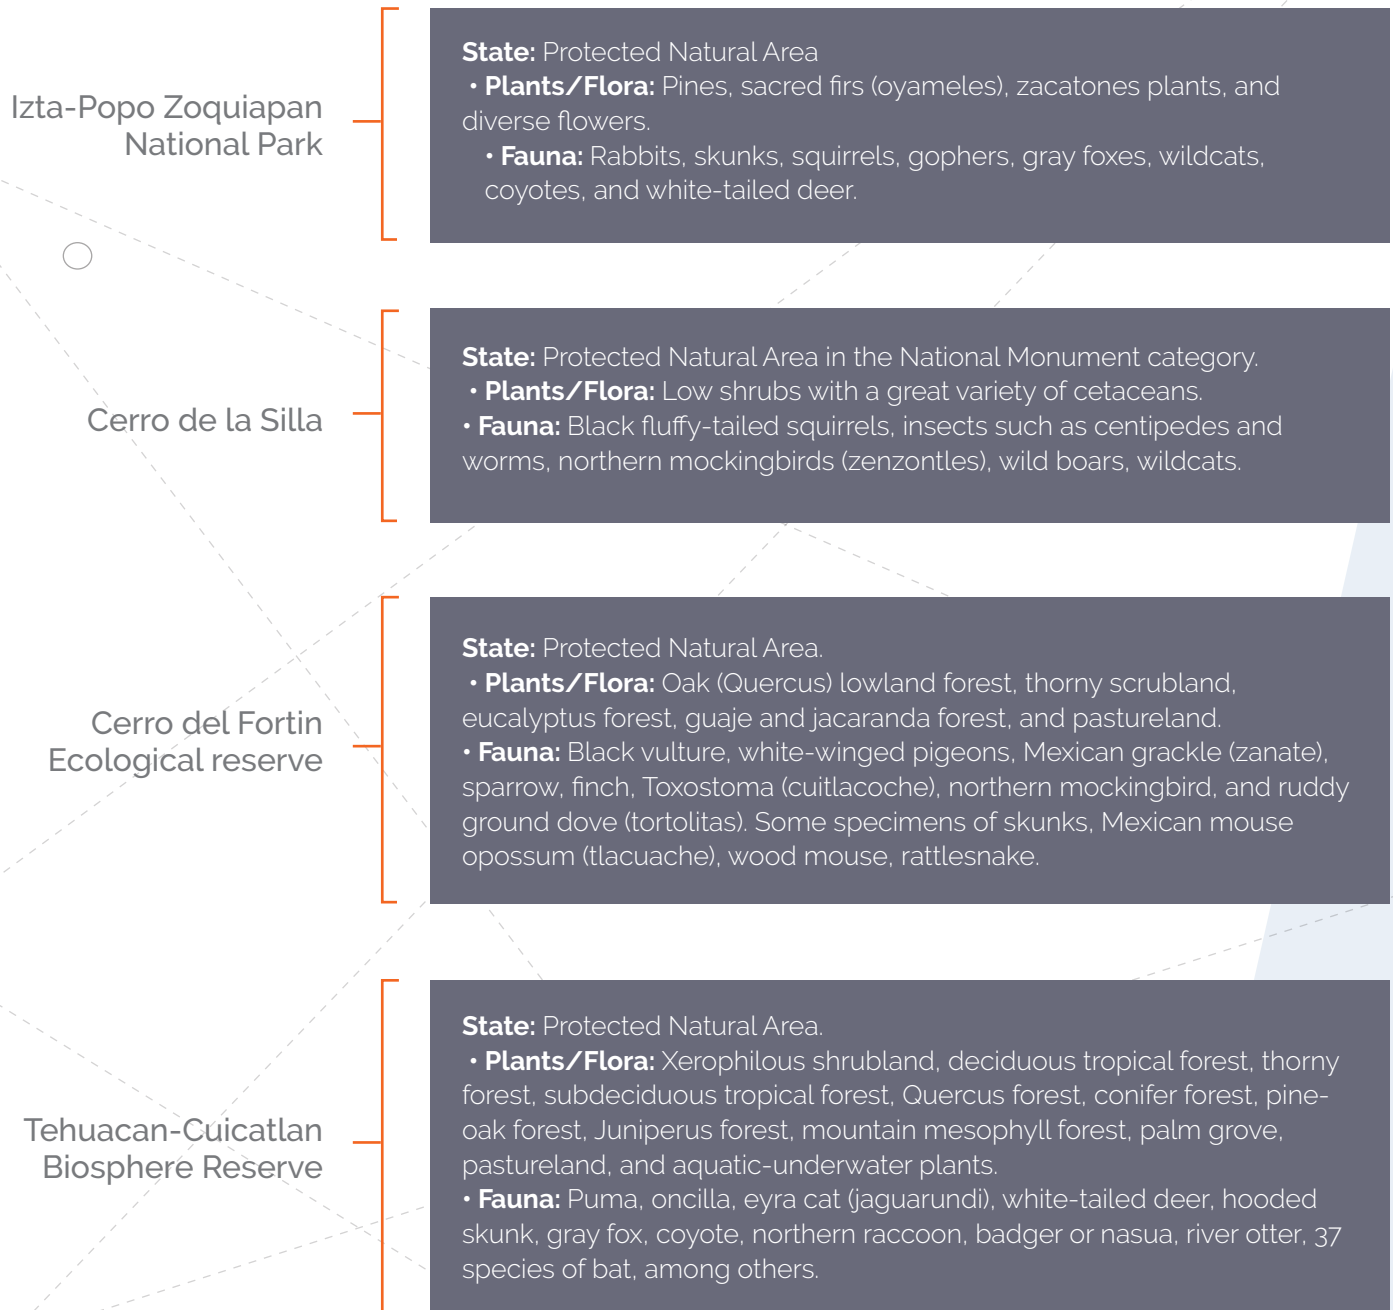 Izta-Popo Zoquiapan
National Park
State: Protected Natural Area
• Plants/Flora: Pines, sacred firs (oyameles), zacatones plants, and
diverse flowers.
• Fauna: Rabbits, skunks, squirrels, gophers, gray foxes, wildcats,
coyotes, and white-tailed deer.
Cerro de la Silla
State: Protected Natural Area in the National Monument category.
• Plants/Flora: Low shrubs with a great variety of cetaceans.
• Fauna: Black fluffy-tailed squirrels, insects such as centipedes and
worms, northern mockingbirds (zenzontles), wild boars, wildcats.
Cerro del Fortin
Ecological reserve
State: Protected Natural Area.
• Plants/Flora: Oak (Quercus) lowland forest, thorny scrubland,
eucalyptus forest, guaje and jacaranda forest, and pastureland.
• Fauna: Black vulture, white-winged pigeons, Mexican grackle (zanate),
sparrow, finch, Toxostoma (cuitlacoche), northern mockingbird, and ruddy
ground dove (tortolitas). Some specimens of skunks, Mexican mouse
opossum (tlacuache), wood mouse, rattlesnake.
Tehuacan-Cuicatlan
Biosphere Reserve
State: Protected Natural Area.
• Plants/Flora: Xerophilous shrubland, deciduous tropical forest, thorny
forest, subdeciduous tropical forest, Quercus forest, conifer forest, pine-
oak forest, Juniperus forest, mountain mesophyll forest, palm grove,
pastureland, and aquatic-underwater plants.
• Fauna: Puma, oncilla, eyra cat (jaguarundi), white-tailed deer, hooded
skunk, gray fox, coyote, northern raccoon, badger or nasua, river otter, 37
species of bat, among others.